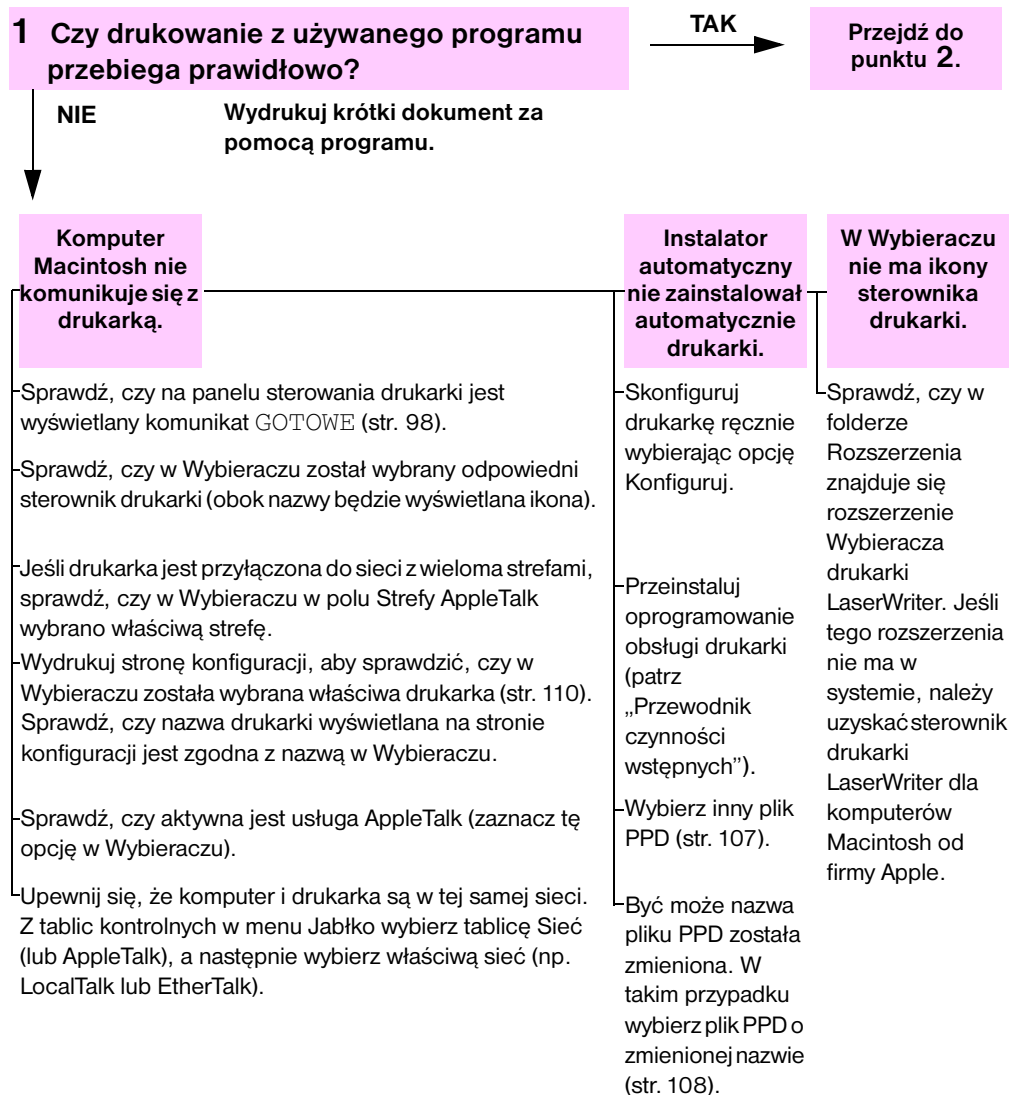 1 Czy drukowanie z używanego programu
przebiega prawidłowo?
TAK
Przejdź do
punktu 2.
NIE
Wydrukuj krótki dokument za
pomocą programu.
Komputer
Macintosh nie
komunikuje się z
drukarką.
Sprawdź, czy na panelu sterowania drukarki jest
wyświetlany komunikat GOTOWE (str. 98).
Sprawdź, czy w Wybieraczu został wybrany odpowiedni
sterownik drukarki (obok nazwy będzie wyświetlana ikona).
Jeśli drukarka jest przyłączona do sieci z wieloma strefami,
sprawdź, czy w Wybieraczu w polu Strefy AppleTalk
wybrano właściwą strefę.
Wydrukuj stronę konfiguracji, aby sprawdzić, czy w
Wybieraczu została wybrana właściwa drukarka (str. 110).
Sprawdź, czy nazwa drukarki wyświetlana na stronie
konfiguracji jest zgodna z nazwą w Wybieraczu.
Sprawdź, czy aktywna jest usługa AppleTalk (zaznacz tę
opcję w Wybieraczu).
Upewnij się, że komputer i drukarka są w tej samej sieci.
Z tablic kontrolnych w menu Jabłko wybierz tablicę Sieć
(lub AppleTalk), a następnie wybierz właściwą sieć (np.
LocalTalk lub EtherTalk).
Instalator
automatyczny
nie zainstalował
automatycznie
drukarki.
Skonfiguruj
drukarkę ręcznie
wybierając opcję
Konfiguruj.
Przeinstaluj
oprogramowanie
obsługi drukarki
(patrz
„Przewodnik
czynności
wstępnych”).
Wybierz inny plik
PPD (str. 107).
Być może nazwa
pliku PPD została
zmieniona. W
takim przypadku
wybierz plik PPD o
zmienionej nazwie
(str. 108).
W Wybieraczu
nie ma ikony
sterownika
drukarki.
Sprawdź, czy w
folderze
Rozszerzenia
znajduje się
rozszerzenie
Wybieracza
drukarki
LaserWriter. Jeśli
tego rozszerzenia
nie ma w
systemie, należy
uzyskać sterownik
drukarki
LaserWriter dla
komputerów
Macintosh od
firmy Apple.